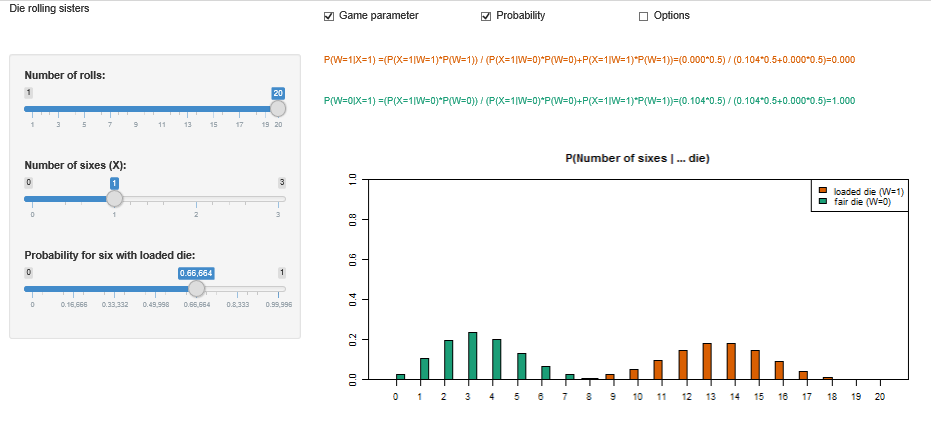 Die rolling sisters
Game parameter
Probability
Options
P(W=1|X=1) =(P(X=1|W=1)*P(W=1)) / (P(X=1|W=0)*P(W=0)+P(X=1|W=1)*P(W=1))=(0.000*0.5) / (0.104*0.5+0.000*0.5)=0.000
P(W=0|X=1) =(P(X=1|W=0)*P(W=0)) / (P(X=1|W=0)*P(W=0)+P(X=1|W=1)*P(W=1))=(0.104*0.5) / (0.104*0.5+0.000*0.5)=1.000
Number of rolls:
1 20
1 3 5 7 9 11 13 15 17 19 20
Number of sixes (X):
0 1 3
0 1 2 3
Probability for six with loaded die:
0 0.66,664 1
0 0.16,666 0.33,332 0.49,998 0.66,664 0.8,333 0.99,996
P(Number of sixes | ... die)
loaded die (W=1)
fair die (W=0)
1.0
0.8
0.6
0.4
0.2
0.0
0 1 2 3 4 5 6 7 8 9 10 11 12 13 14 15 16 17 18 19 20